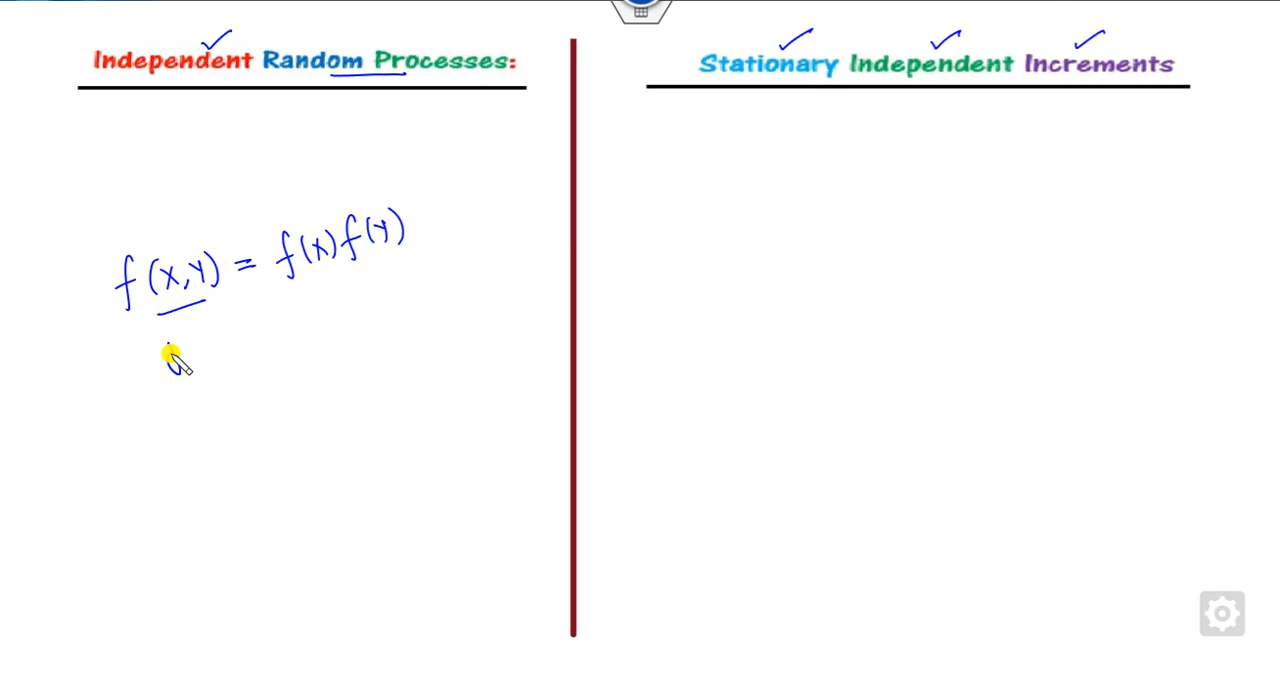 Independent Random Processes:
f(x,y) = f(x)f(y)
Stationary Independent Increments